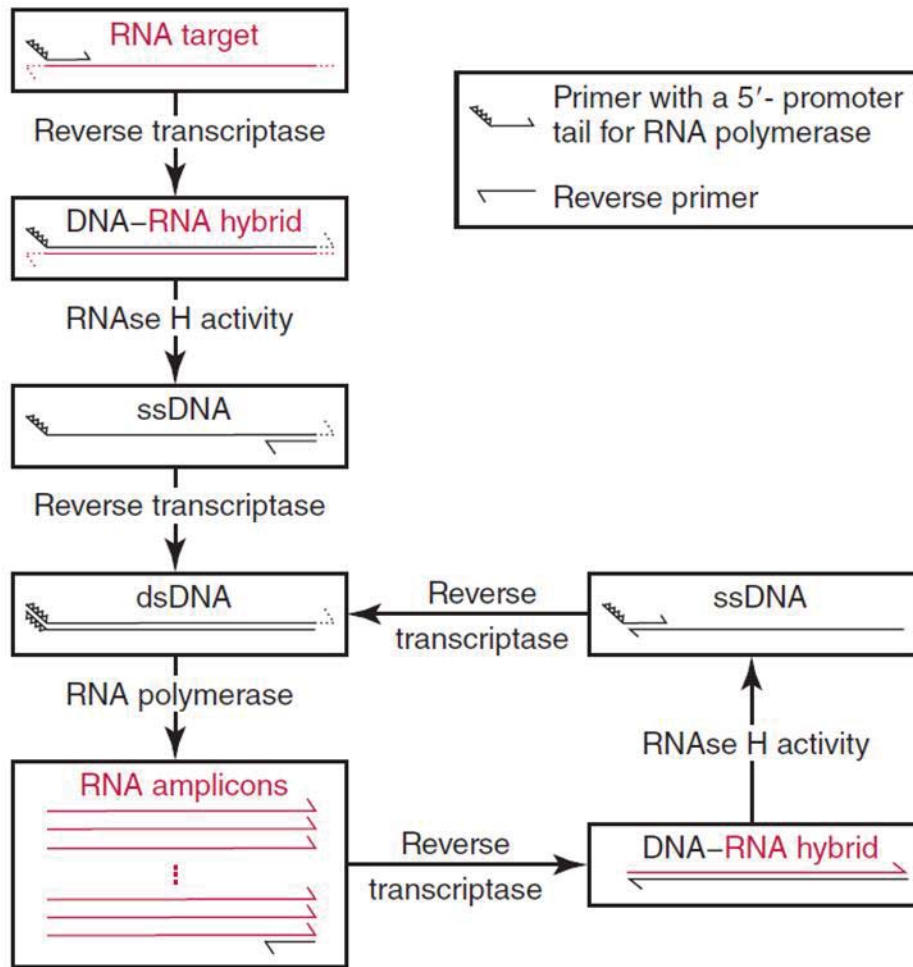 RNA target
Primer with a 5′- promoter
tail for RNA polymerase
Reverse primer
Reverse transcriptase
DNA–RNA hybrid
RNAse H activity
ssDNA
Reverse transcriptase
dsDNA
Reverse
transcriptase
ssDNA
RNA polymerase
RNAse H activity
RNA amplicons
Reverse
transcriptase
DNA–RNA hybrid